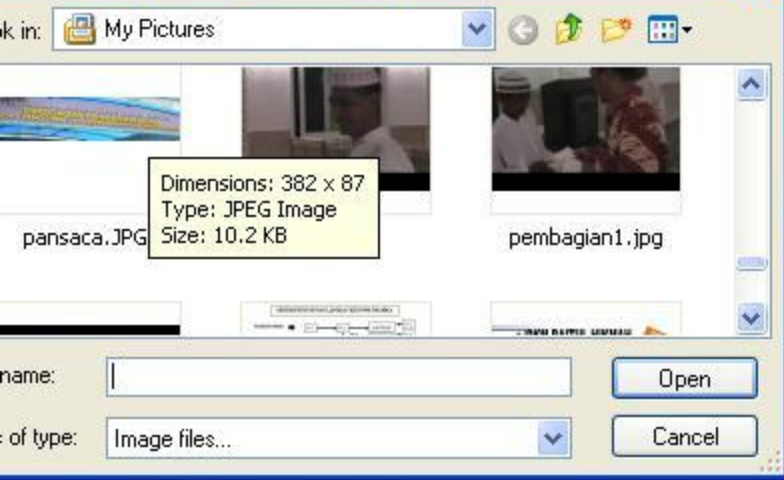 k in:
My Pictures
Dimensions: 382 x 87
Type: JPEG Image
Size: 10.2 KB
pansaca.JPG
pembagian1.jpg
name:
Open
of type:
Image files...
Cancel